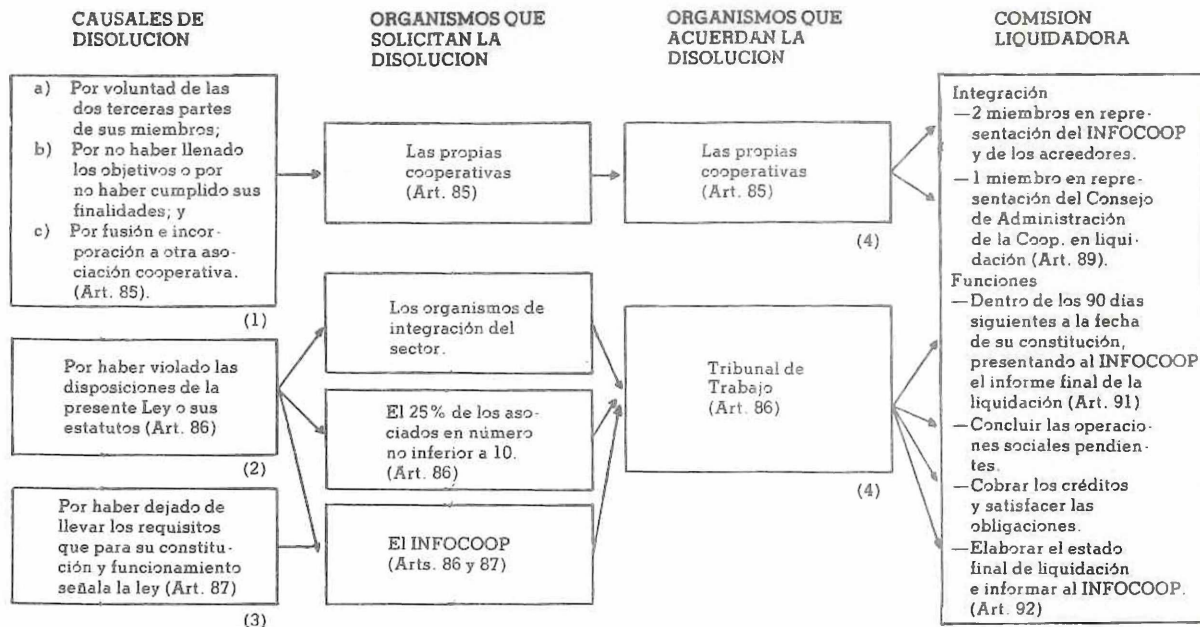 CAUSALES DE
DISOLUCION
ORGANISMOS QUE
SOLICITAN LA
DISOLUCION
ORGANISMOS QUE
ACUERDAN LA
DISOLUCION
COMISION
LIQUIDADORA
a) Por voluntad de las
dos terceras partes
de sus miembros;
b) Por no haber llenado
los objetivos o por
no haber cumplido sus
finalidades; y
c) Por fusión e incor-
poración a otra aso-
ciación cooperativa.
(Art. 85).
(1)
Las propias
cooperativas
(Art. 85)
Las propias
cooperativas
(Art. 85)
(4)
Por haber violado las
disposiciones de la
presente Ley o sus
estatutos (Art. 86)
(2)
Por haber dejado de
llevar los requisitos
que para su constitu-
ción y funcionamiento
señala la ley (Art. 87)
(3)
Los organismos de
integración del
sector.
El 25% de los aso-
ciados en número
no inferior a 10.
(Art. 86)
El INFOCOOP
(Arts. 86 y 87)
Tribunal de
Trabajo
(Art. 86)
(4)
Integración
—2 miembros en repre-
sentación del INFOCOOP
y de los acreedores.
—1 miembro en repre-
sentación del Consejo
de Administración
de la Coop. en liqui-
dación (Art. 89).
Funciones
—Dentro de los 90 días
siguientes a la fecha
de su constitución,
presentando al INFOCOOP
el informe final de la
liquidación (Art. 91)
—Concluir las operacio-
nes sociales pendien-
tes.
—Cobrar los créditos
y satisfacer las
obligaciones.
—Elaborar el estado
final de liquidación
e informar al INFOCOOP.
(Art. 92)